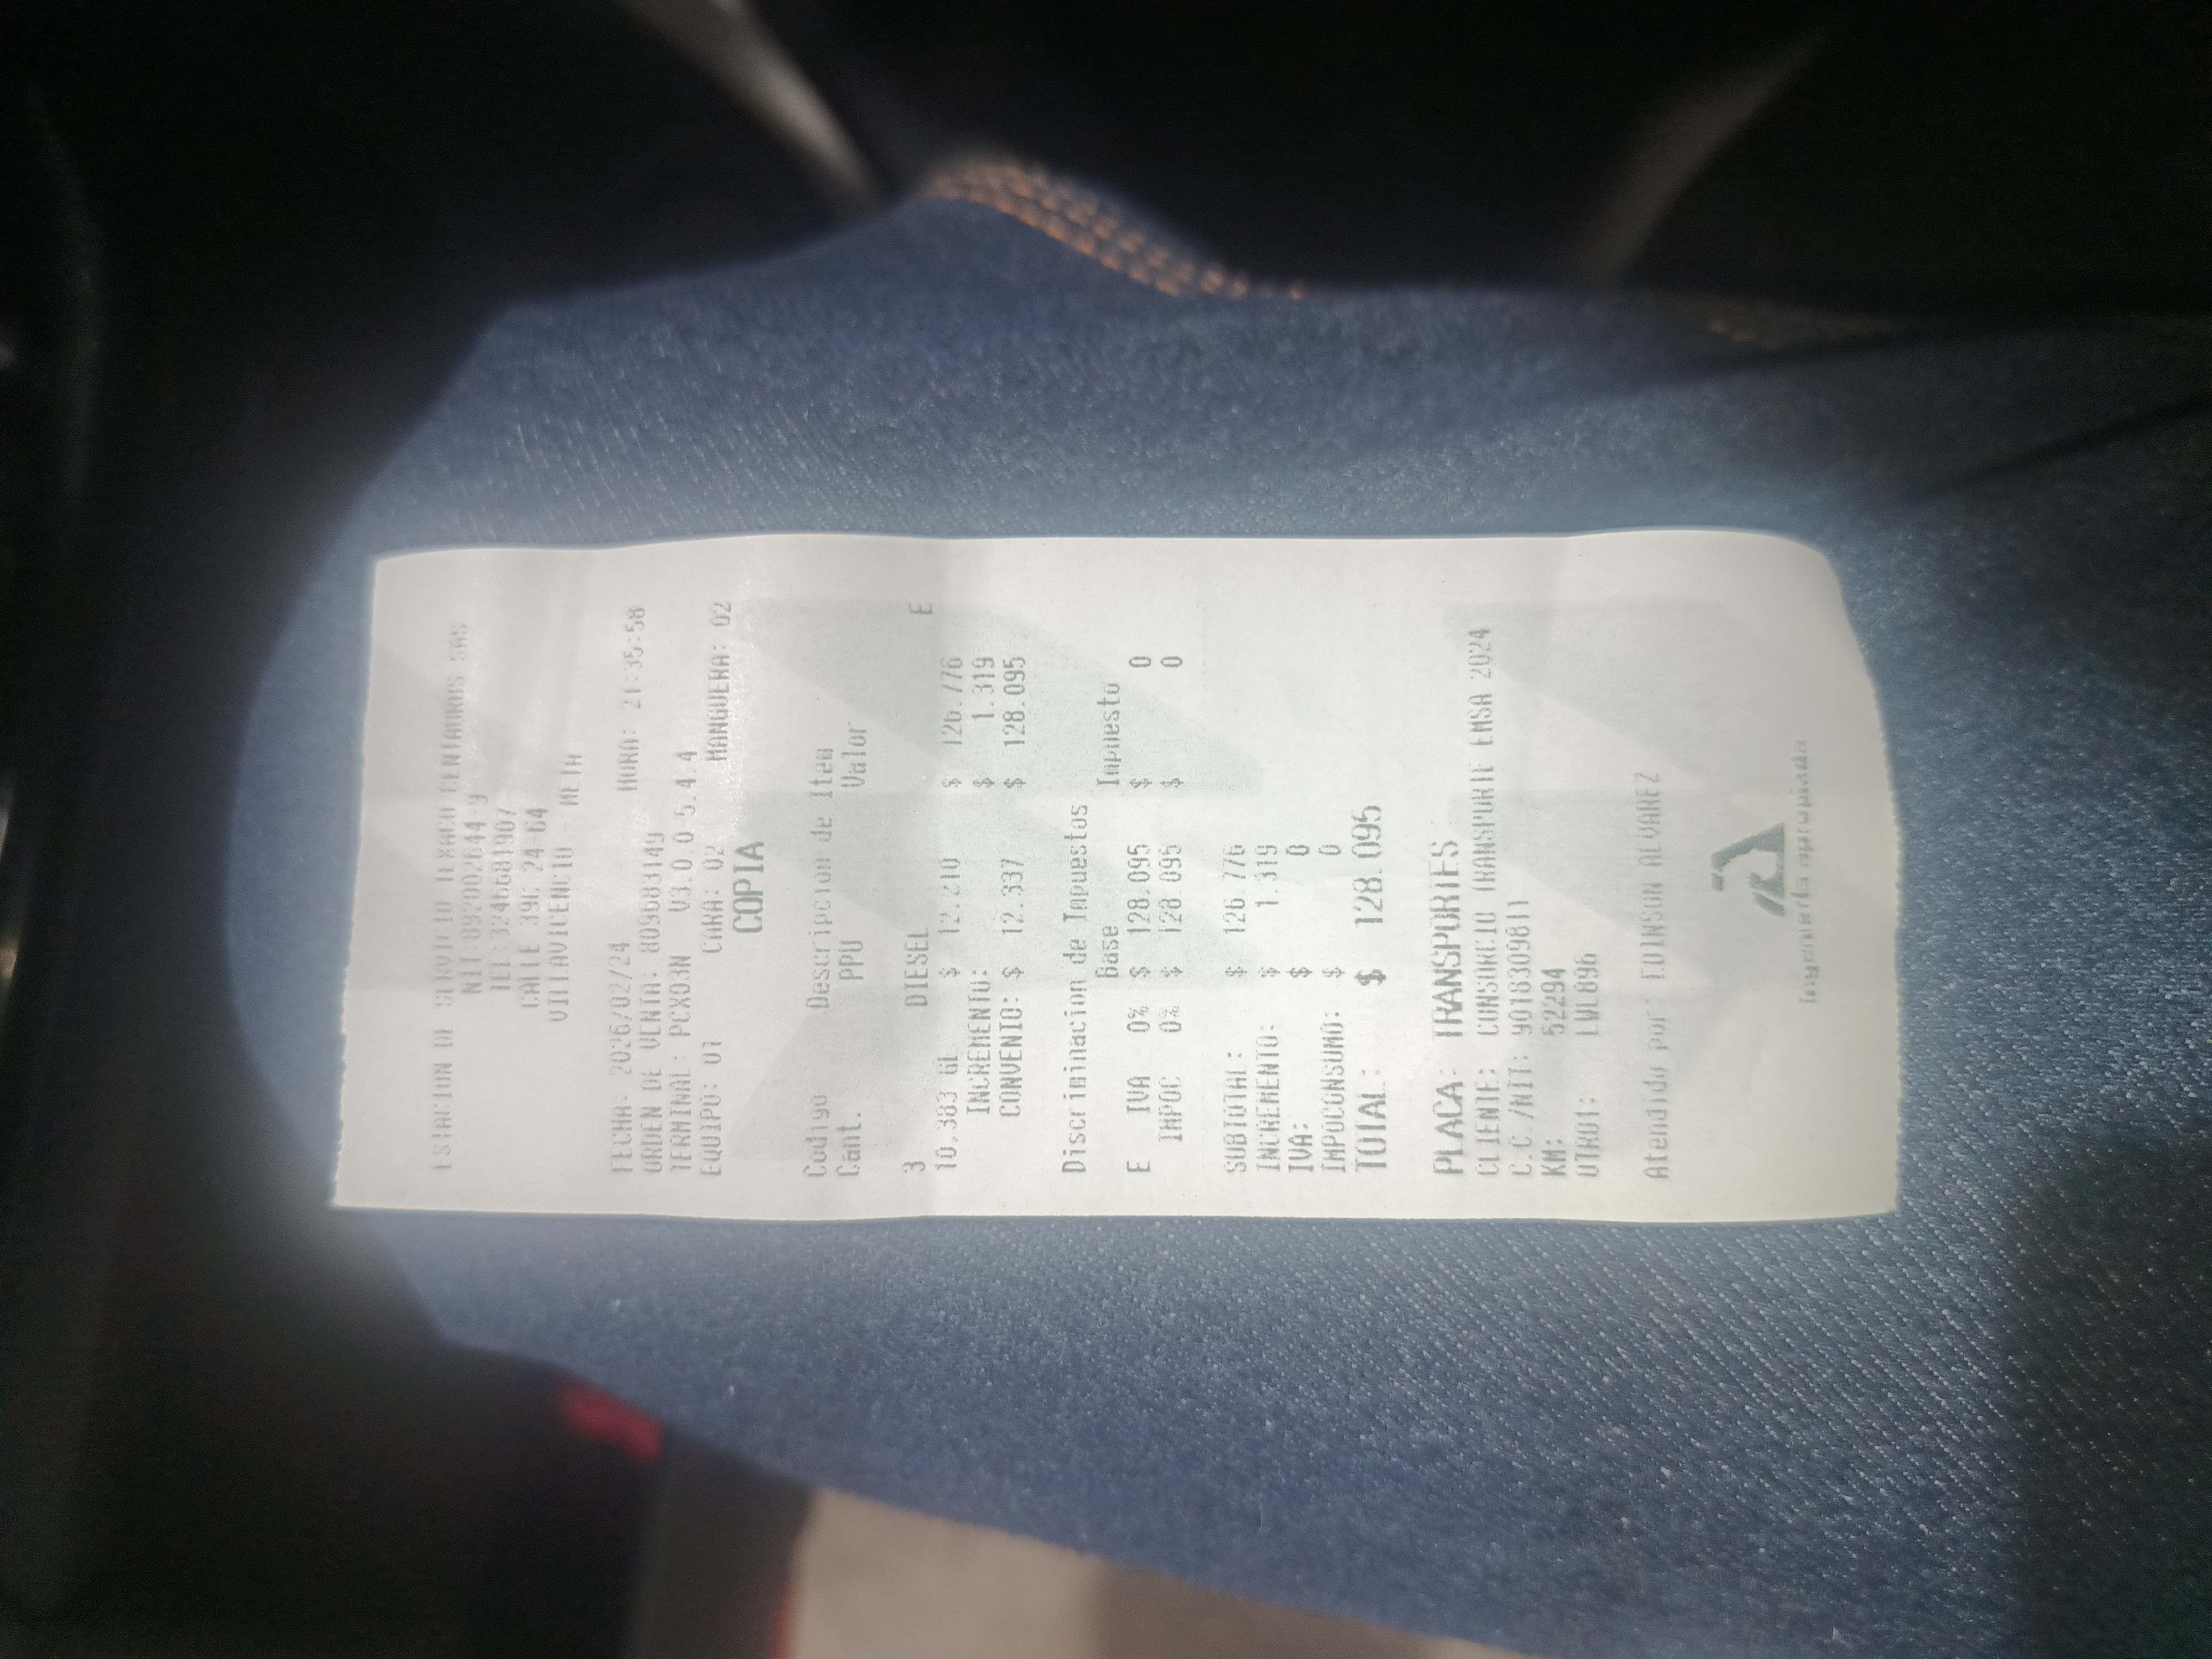 ESTACION DE SERVICIO TEXACO CENTAUROS SAS
NIT 892002644 9
TEL 3246681907
CALLE 39C 24-64
VILLAVICENCIO - META
FECHA: 2026/02/24 HORA: 21:35:58
ORDEN DE VENTA: 809683149
TERMINAL: PCX03N V3.0.0-5.4.4
EQUIPO: 01 CARA: 02 MANGUERA: 02
COPIA
Codigo Descripcion de Item
Cant. PPU Valor
3 DIESEL E
10.383 GL $ 12.210 $ 126.776
INCREMENTO: $ 1.319
CONVENIO: $ 12.337 $ 128.095
Discriminacion de Impuestos
Base Impuesto
E IVA 0% $ 128.095 $ 0
IMPOC 0% $ 128.095 $ 0
SUBTOTAL: $ 126.776
INCREMENTO: $ 1.319
IVA: $ 0
IMPOCONSUMO: $ 0
TOTAL: $ 128.095
PLACA: TRANSPORTES
CLIENTE: CONSORCIO TRANSPORTE EMSA 2024
C.C./NIT: 9018309811
KM: 52294
OTRO1: LWL896
Atendido por: EDINSON ALVAREZ
Ingeniería apropiada